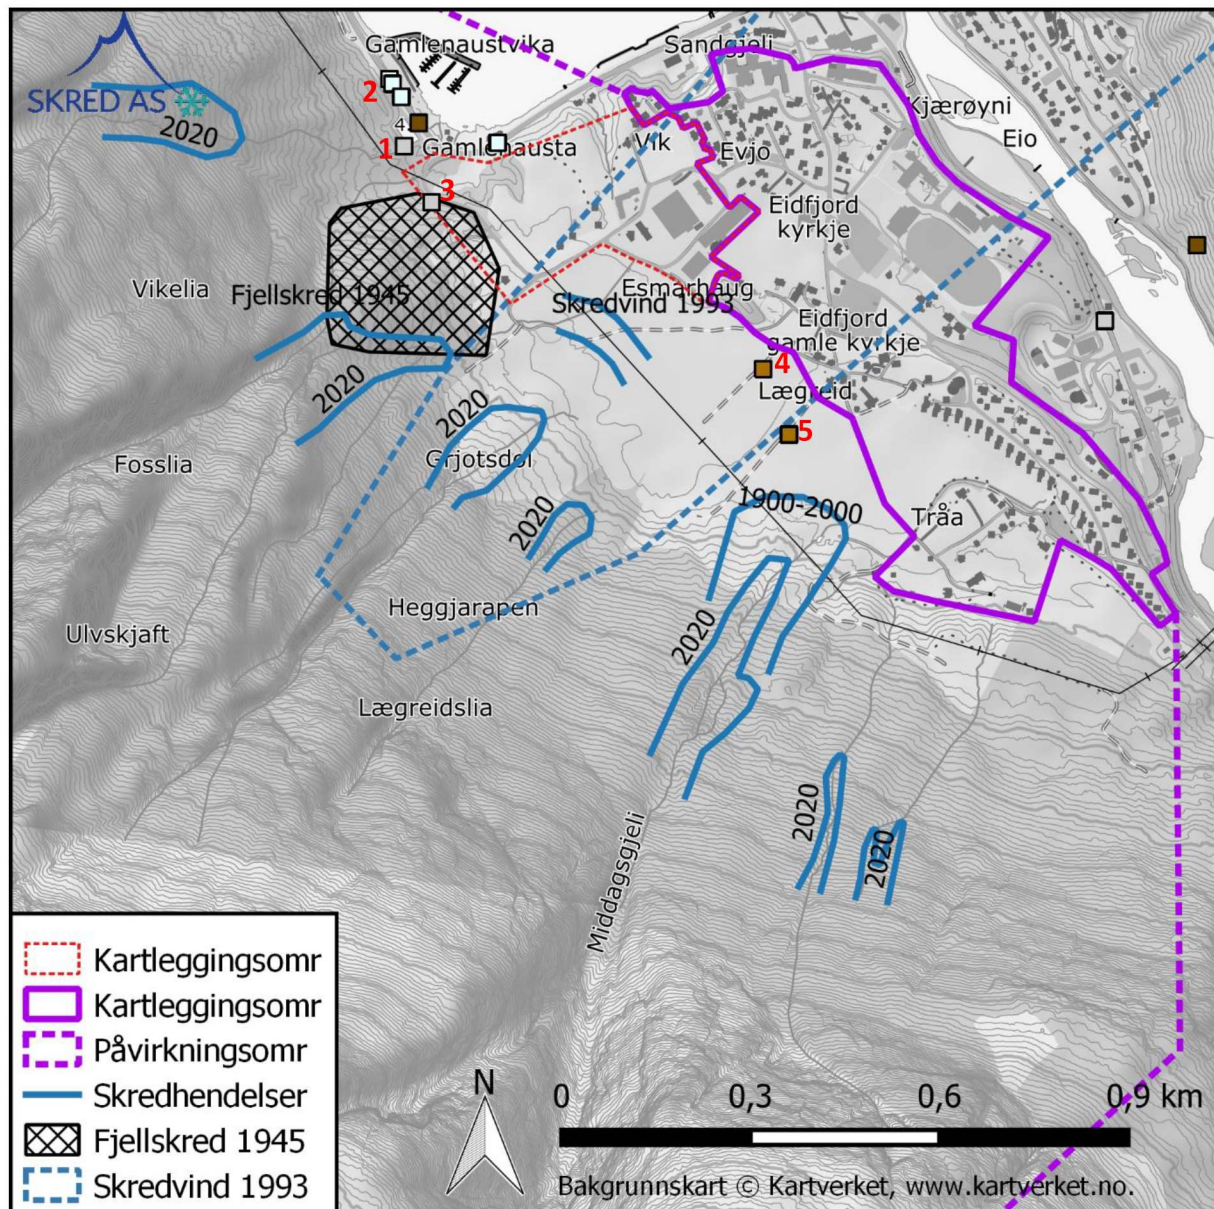 SKRED AS
2020
Gamlenaustvika
Sandgjeli
2
4
1
Gamlenausta
Vik
Evjo
Kjærøyni
Eio
3
Eidfjord
kyrkje
Vikelia
Fjellskred 1945
Esmarhaug
Skredvind 1993
Eidfjord
gamle kyrkje
4
Lægreid
2020
2020
5
Fosslia
Grjotsdøl
2020
1900-2000
Tråa
Heggjarapen
Ulvskjaft
2020
Lægreidslia
2020
2020
Middagsgjeli
Kartleggingsomr
Kartleggingsomr
Påvirkningsomr
Skredhendelser
Fjellskred 1945
Skredvind 1993
N
0 0,3 0,6 0,9 km
Bakgrunnskart © Kartverket, www.kartverket.no.